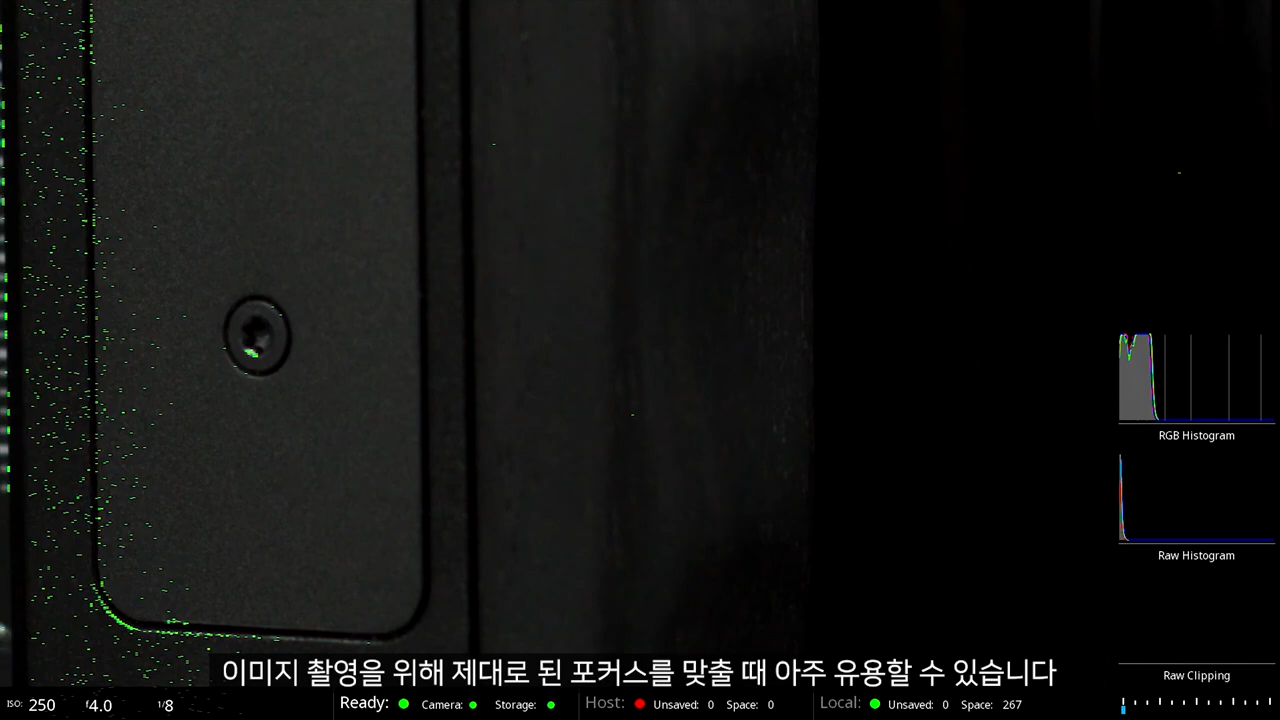 RGB Histogram
Raw Histogram
Raw Clipping
이미지 촬영을 위해 제대로 된 포커스를 맞출 때 아주 유용할 수 있습니다
ISO: 250 f4.0 1/8 Ready: Camera: Storage: Host: Unsaved: 0 Space: 0 Local: Unsaved: 0 Space: 267